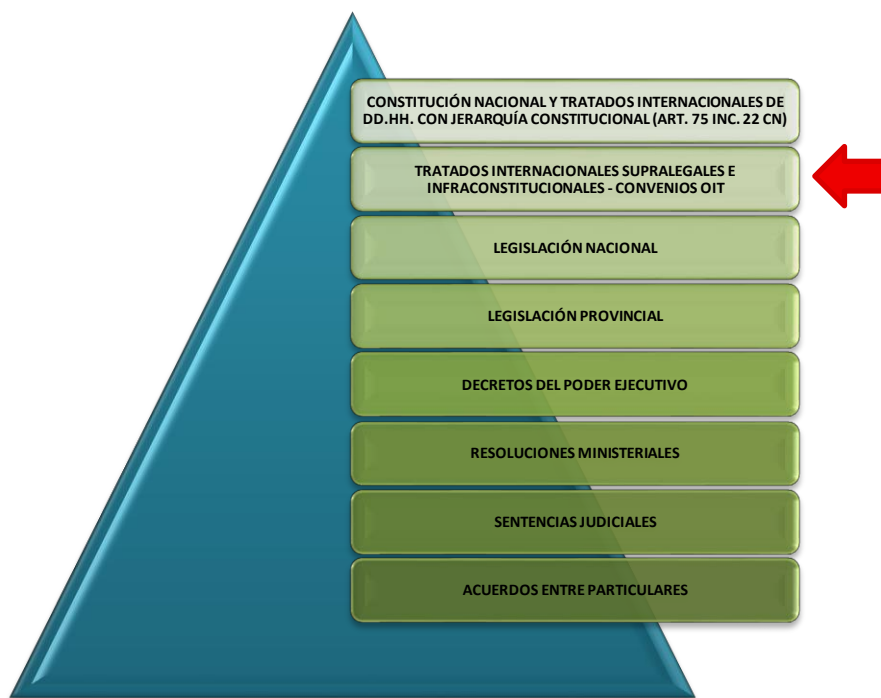 CONSTITUCIÓN NACIONAL Y TRATADOS INTERNACIONALES DE
DD.HH. CON JERARQUÍA CONSTITUCIONAL (ART. 75 INC. 22 CN)
TRATADOS INTERNACIONALES SUPRALEGALES E
INFRACONSTITUCIONALES - CONVENIOS OIT
LEGISLACIÓN NACIONAL
LEGISLACIÓN PROVINCIAL
DECRETOS DEL PODER EJECUTIVO
RESOLUCIONES MINISTERIALES
SENTENCIAS JUDICIALES
ACUERDOS ENTRE PARTICULARES